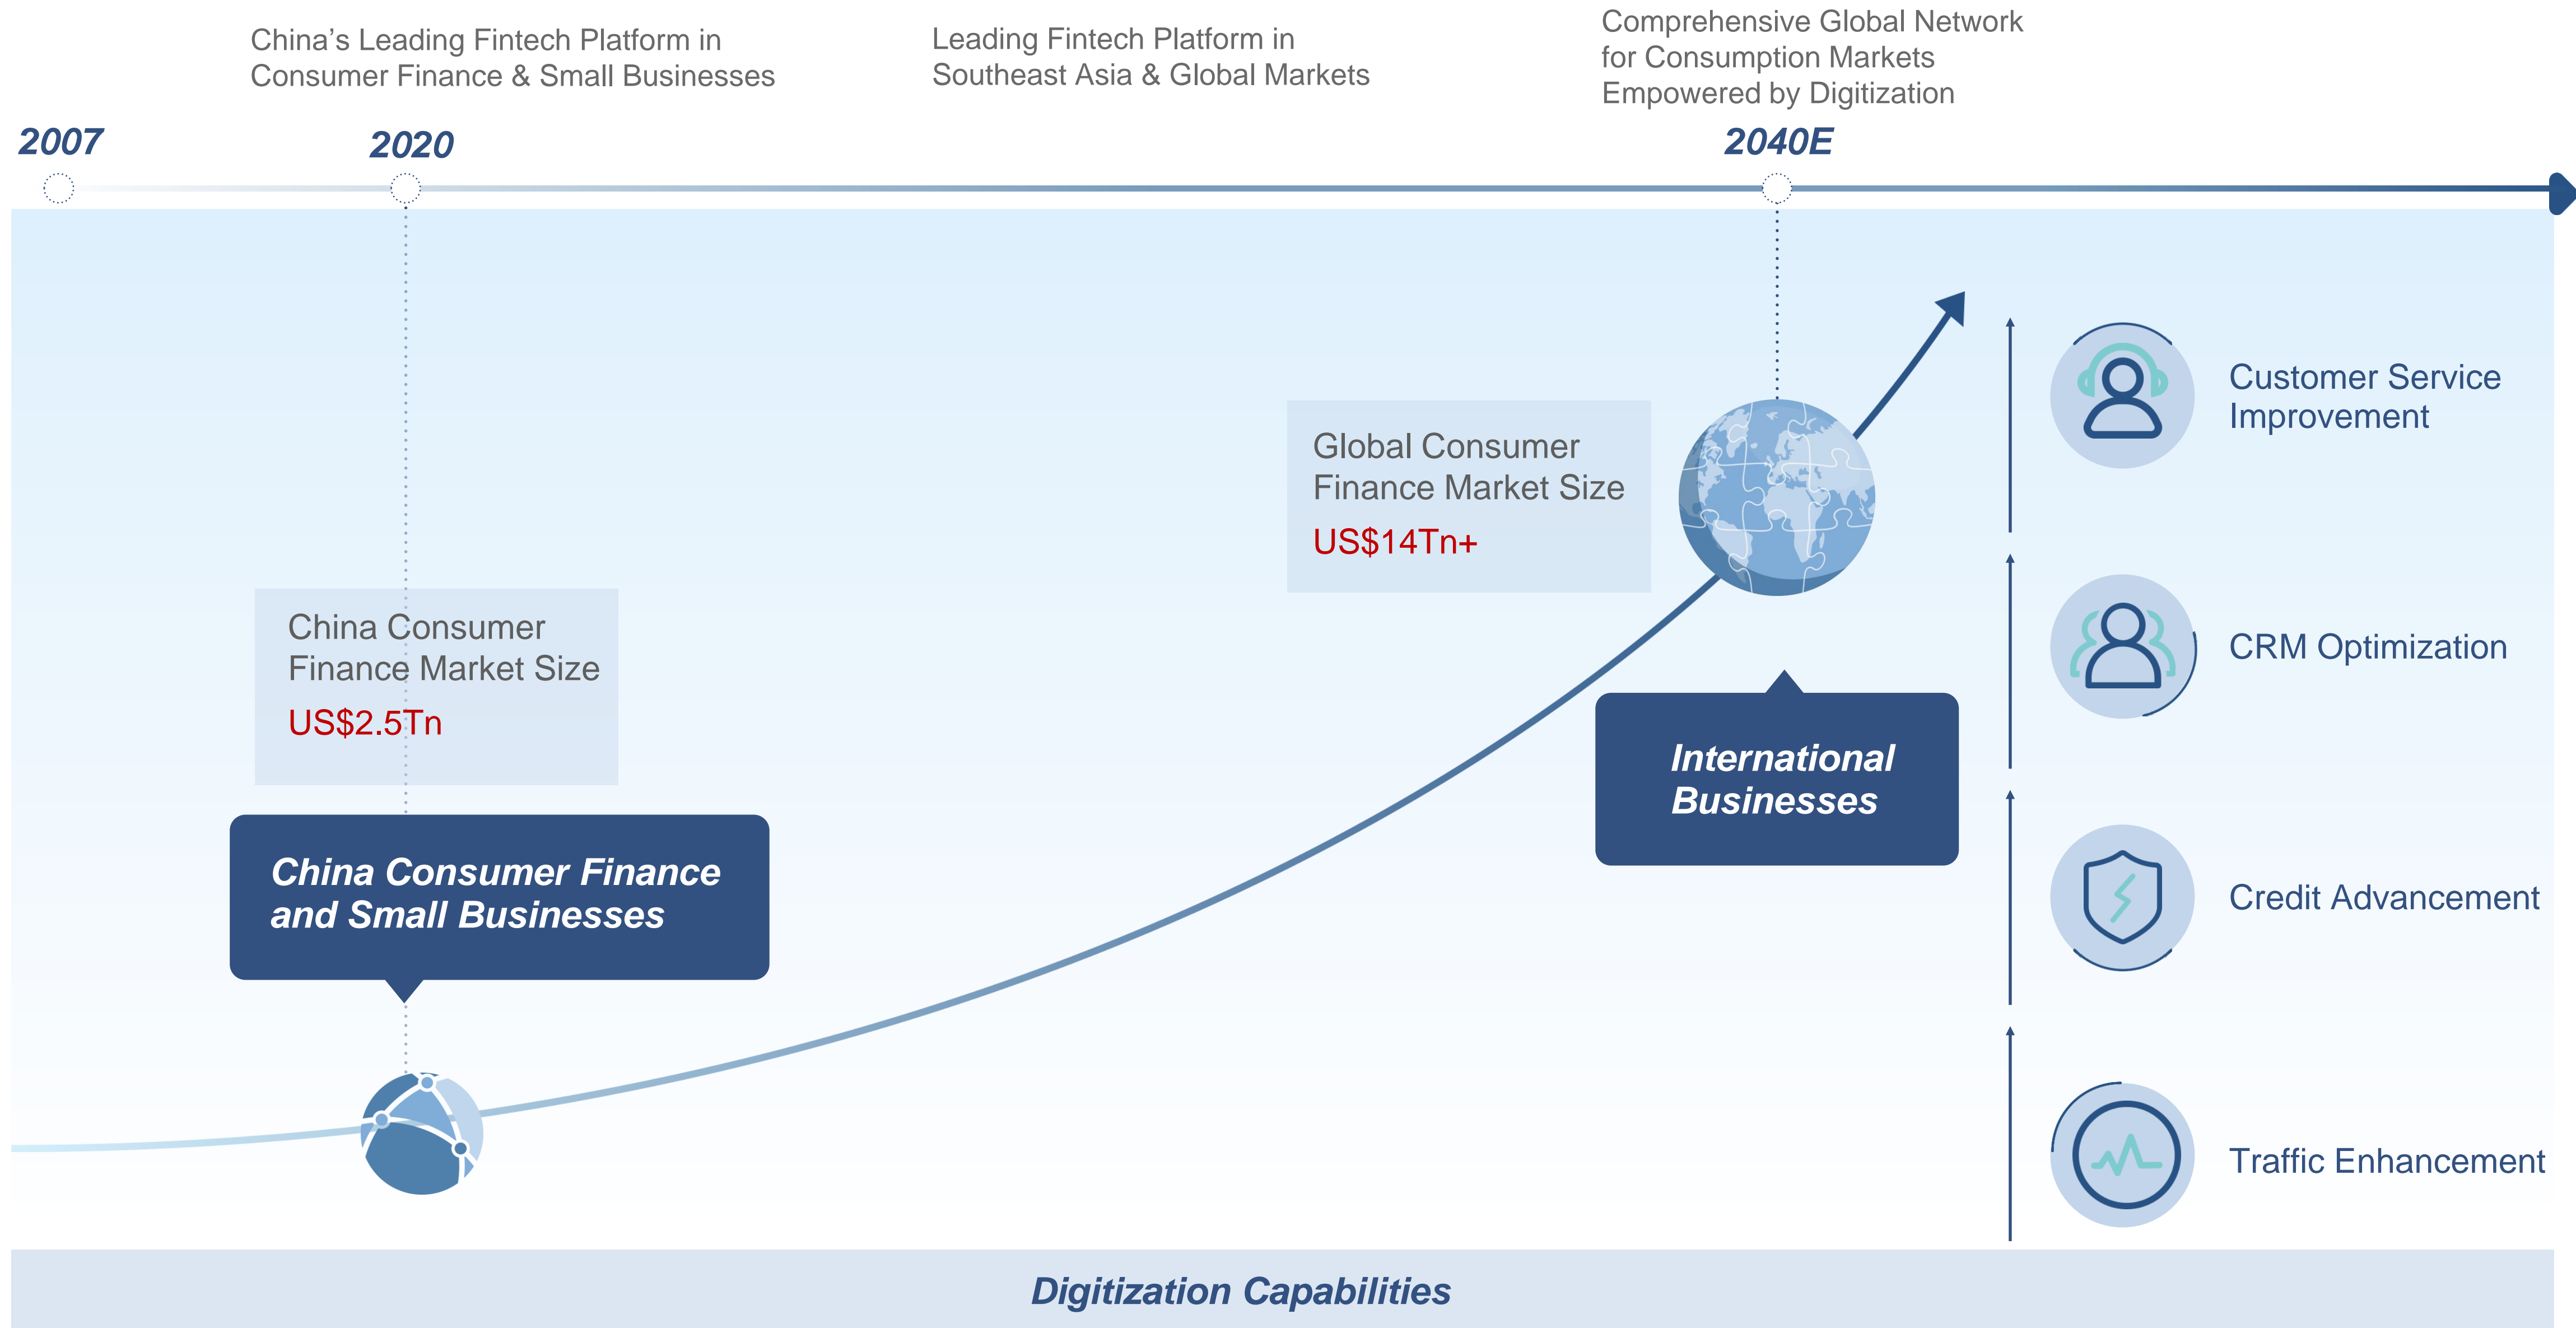 China’s Leading Fintech Platform in
Consumer Finance & Small Businesses
Leading Fintech Platform in
Southeast Asia & Global Markets
Comprehensive Global Network
for Consumption Markets
Empowered by Digitization
2007
2020
2040E
Global Consumer
Finance Market Size
US$14Tn+
China Consumer
Finance Market Size
US$2.5Tn
China Consumer Finance
and Small Businesses
International
Businesses
Customer Service
Improvement
CRM Optimization
Credit Advancement
Traffic Enhancement
Digitization Capabilities